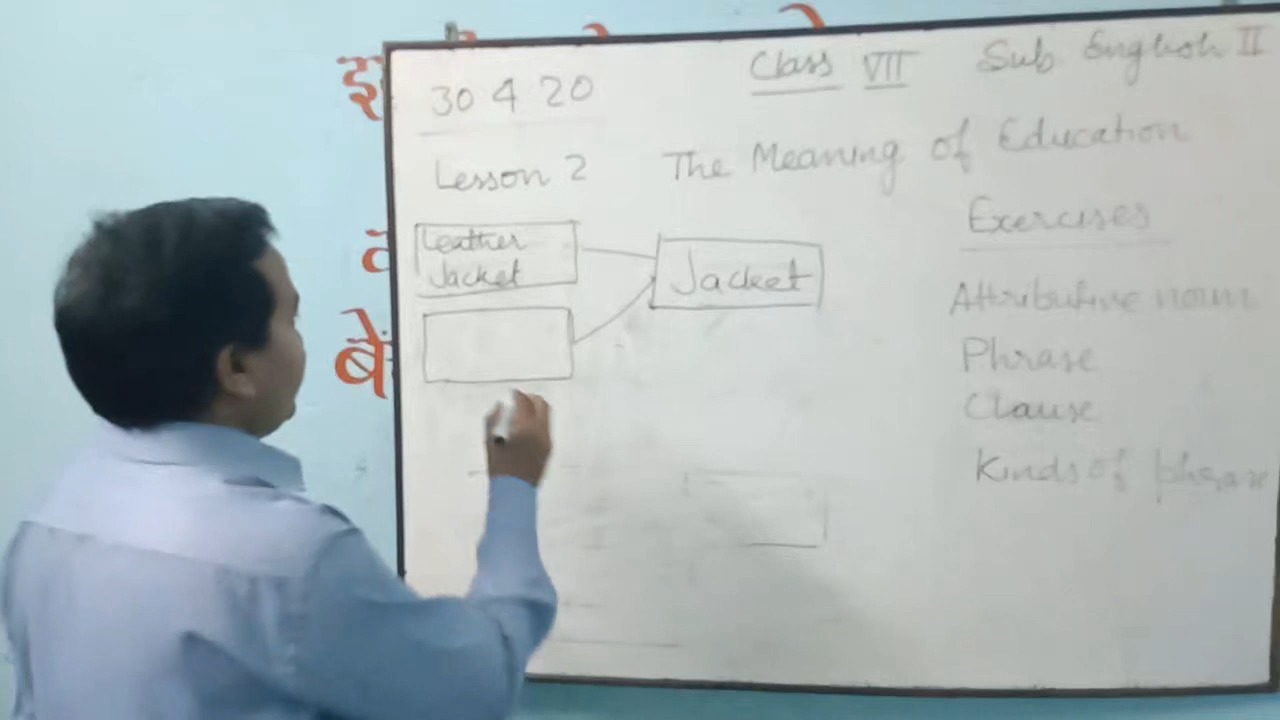 30 4 20
Class VII Sub English II
Lesson 2 The Meaning of Education
Exercises
Leather
Jacket
Jacket
Attributive noun
Phrase
Clause
Kinds of phrase
बें